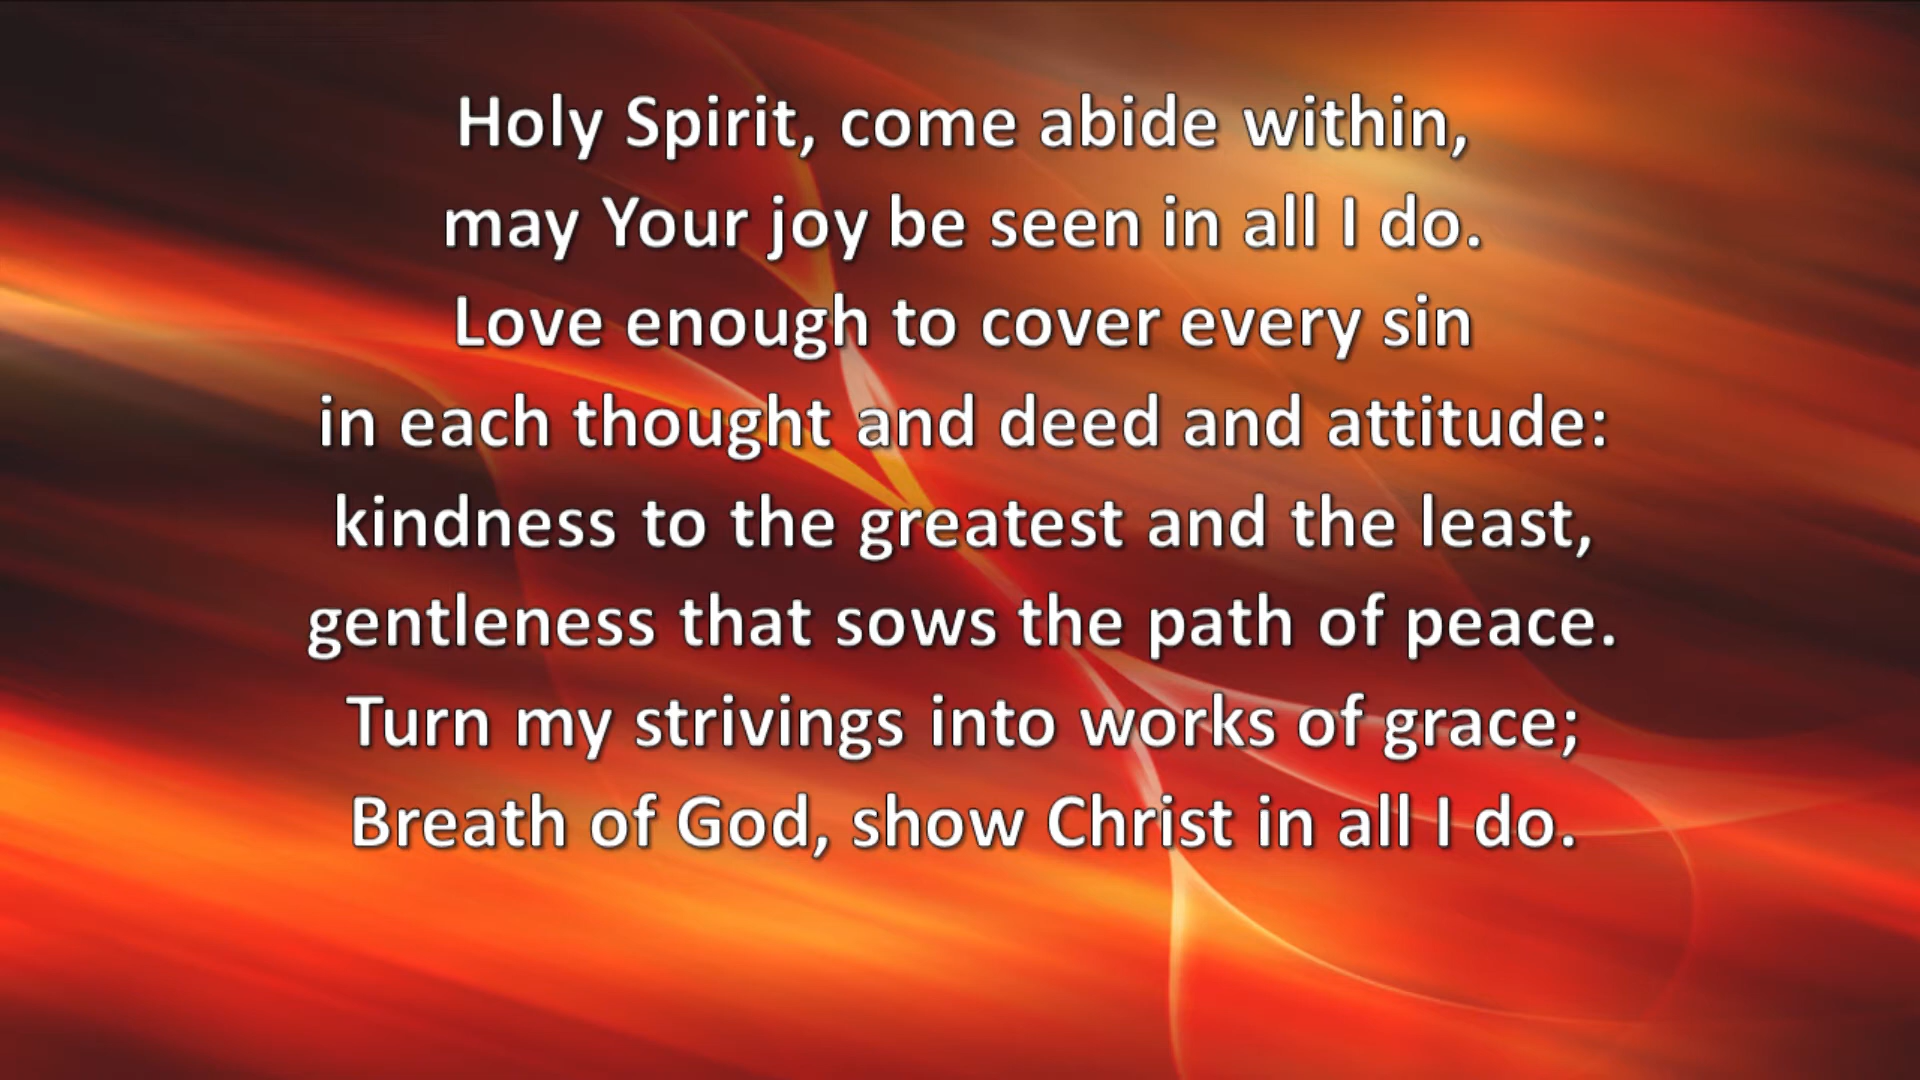 Holy Spirit, come abide within,
may Your joy be seen in all I do.
Love enough to cover every sin
in each thought and deed and attitude:
kindness to the greatest and the least,
gentleness that sows the path of peace.
Turn my strivings into works of grace;
Breath of God, show Christ in all I do.